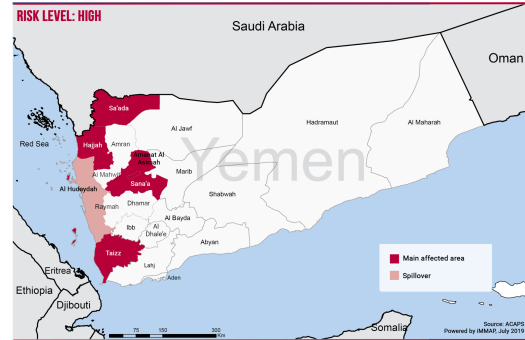 RISK LEVEL: HIGH
Saudi Arabia
Oman
Sa'ada
Al Jawf
Hadramaut
Al Maharah
Red Sea
Hajjah
Amran
Amanat Al
Asimah
Yemen
Al Mahwit
Sana'a
Marib
Al Hudeydah
Shabwah
Raymah
Dhamar
Al Bayda
Ibb
Al
Dhale'e
Abyan
Taizz
Lahj
Aden
Main affected area
Spillover
Eritrea
Ethiopia
Djibouti
Somalia
75 150 300
Km
Source: ACAPS
Powered by iMMAP, July 2019